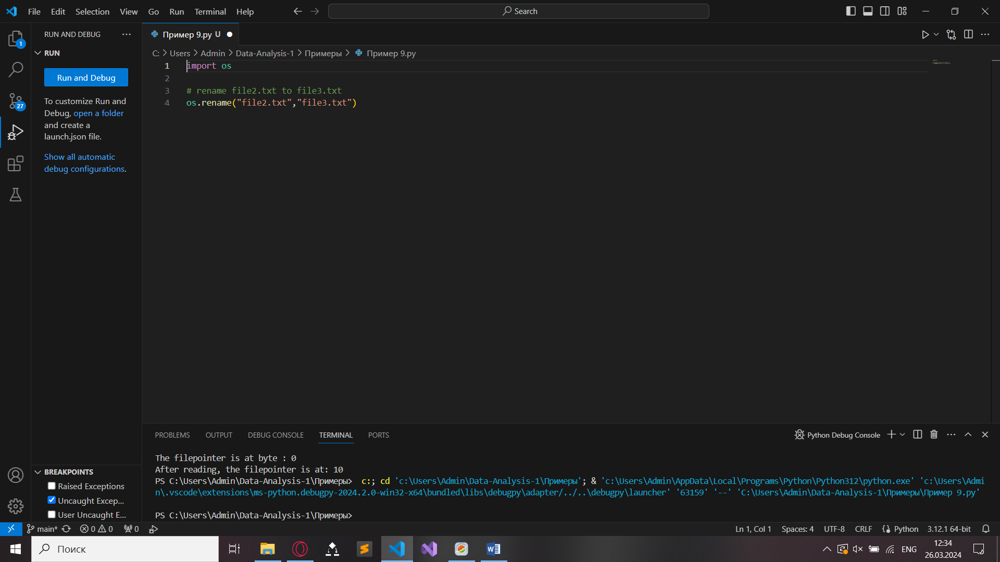 File Edit Selection View Go Run Terminal Help
Search
RUN AND DEBUG
RUN
Run and Debug
To customize Run and
Debug, open a folder
and create a
launch.json file.
Show all automatic
debug configurations.
BREAKPOINTS
Raised Exceptions
Uncaught Excep...
User Uncaught E...
1
27
Пример 9.py U
C: > Users > Admin > Data-Analysis-1 > Примеры > Пример 9.py
1 import os
2
3 # rename file2.txt to file3.txt
4 os.rename("file2.txt","file3.txt")
PROBLEMS OUTPUT DEBUG CONSOLE TERMINAL PORTS
Python Debug Console
The filepointer is at byte : 0
After reading, the filepointer is at: 10
PS C:\Users\Admin\Data-Analysis-1\Примеры>  c:; cd 'c:\Users\Admin\Data-Analysis-1\Примеры'; & 'c:\Users\Admin\AppData\Local\Programs\Python\Python312\python.exe' 'c:\Users\Admi
n\.vscode\extensions\ms-python.debugpy-2024.2.0-win32-x64\bundled\libs\debugpy\adapter/../..\debugpy\launcher' '63159' '--' 'C:\Users\Admin\Data-Analysis-1\Примеры\Пример 9.py'
PS C:\Users\Admin\Data-Analysis-1\Примеры>
main* 0 0 0
Ln 1, Col 1 Spaces: 4 UTF-8 CRLF Python 3.12.1 64-bit
Поиск
ENG
12:34
26.03.2024